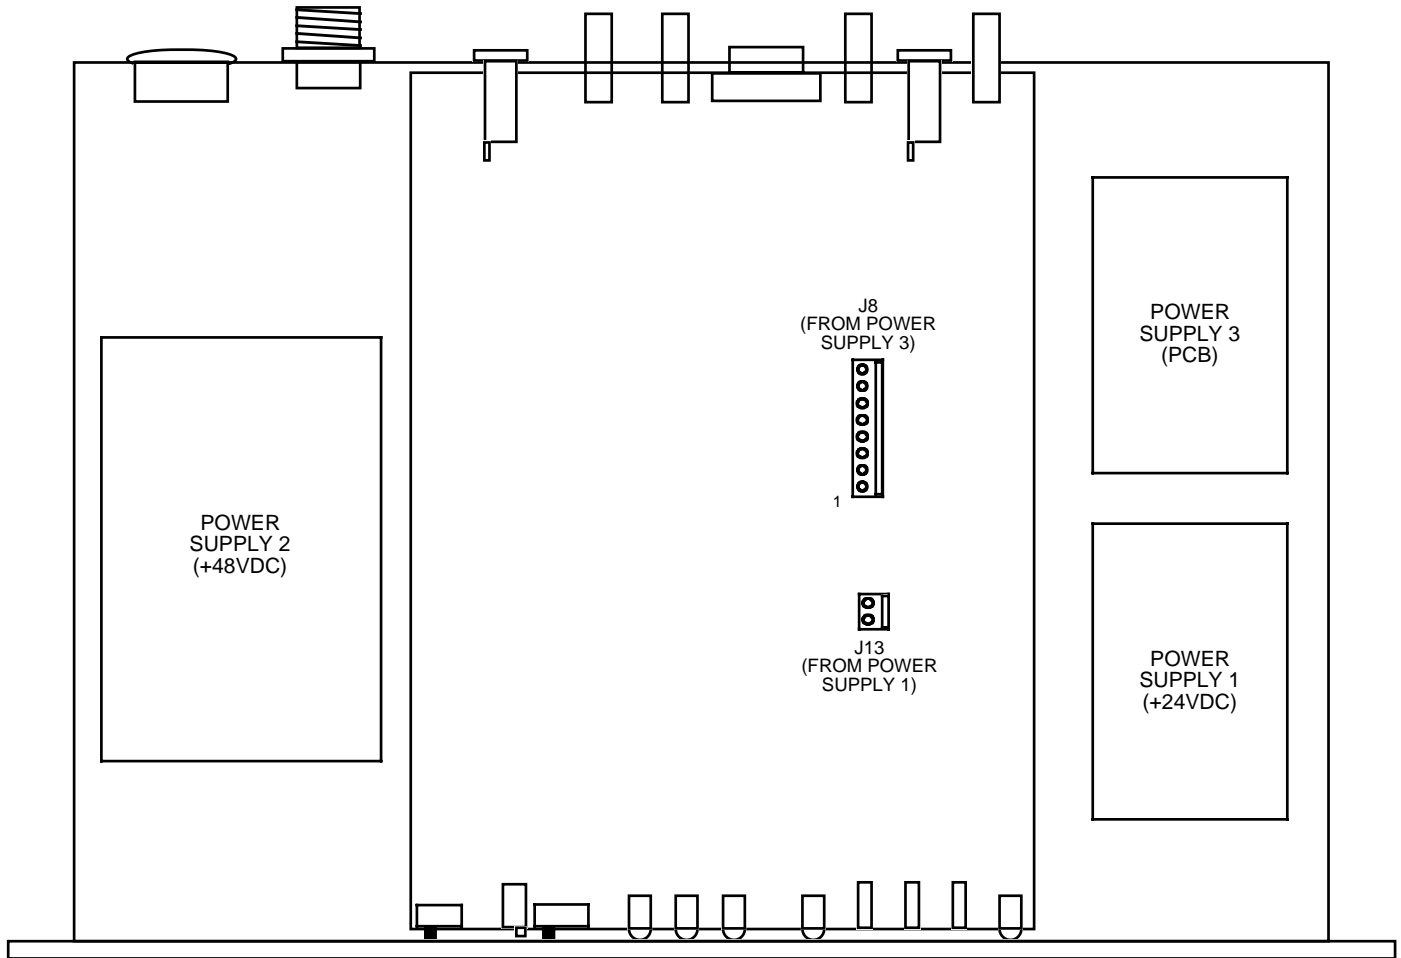 J8
(FROM POWER
SUPPLY 3)
POWER
SUPPLY 3
(PCB)
1
POWER
SUPPLY 2
(+48VDC)
J13
(FROM POWER
SUPPLY 1)
POWER
SUPPLY 1
(+24VDC)